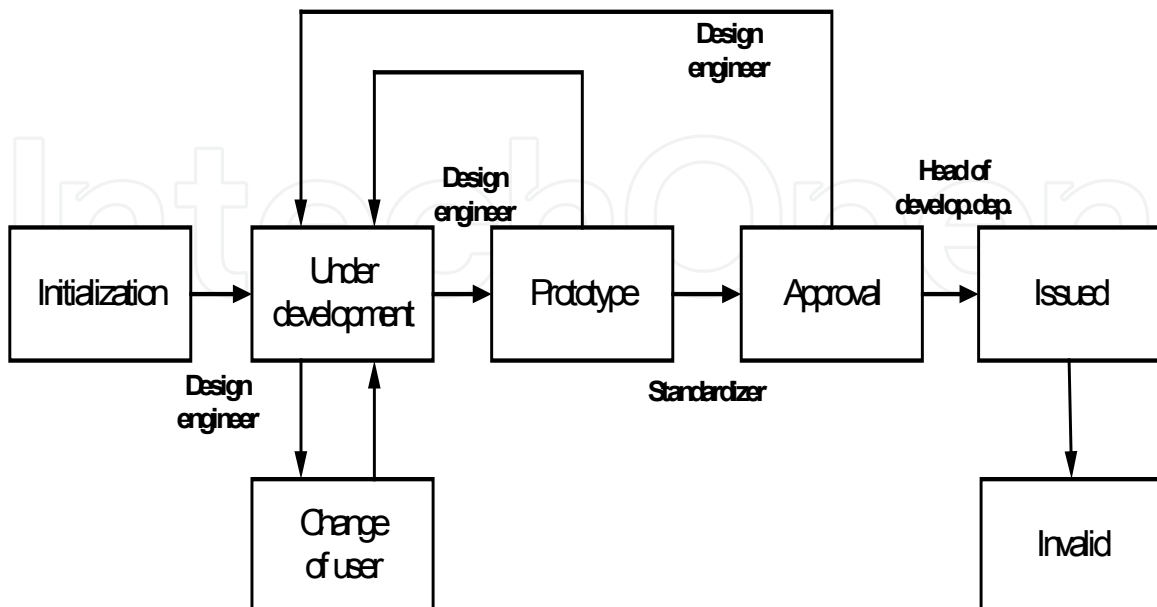 Design
engineer
Design
engineer
Head of
develop.dep.
Initialization
Under
development
Prototype
Approval
Issued
Design
engineer
Standardizer
Change
of user
Invalid
IntechOpen